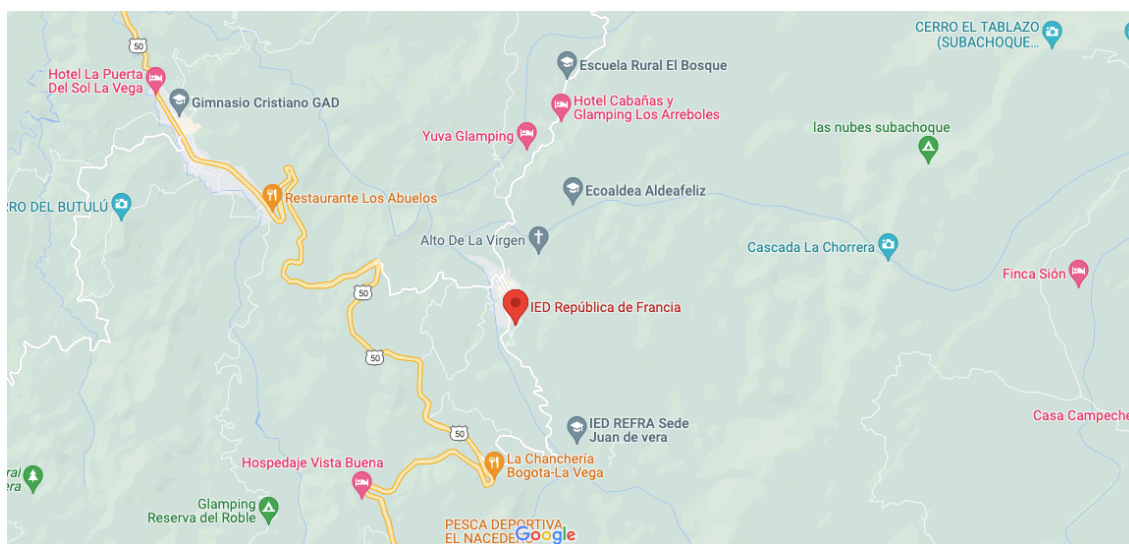 CERRO EL TABLAZO
(SUBACHOQUE...
50
Escuela Rural El Bosque
Hotel La Puerta
Del Sol La Vega
Gimnasio Cristiano GAD
Hotel Cabañas y
Glamping Los Arreboles
Yuva Glamping
las nubes subachoque
Ecoaldea Aldeafeliz
Restaurante Los Abuelos
RO DEL BUTULÚ
Alto De La Virgen
Cascada La Chorrera
Finca Sión
50
IED República de Francia
50
Casa Campeche
IED REFRA Sede
Juan de vera
50
La Chanchería
Bogota-La Vega
Hospedaje Vista Buena
ral
era
Glamping
Reserva del Roble
PESCA DEPORTIVA
EL NACEDERO
Google